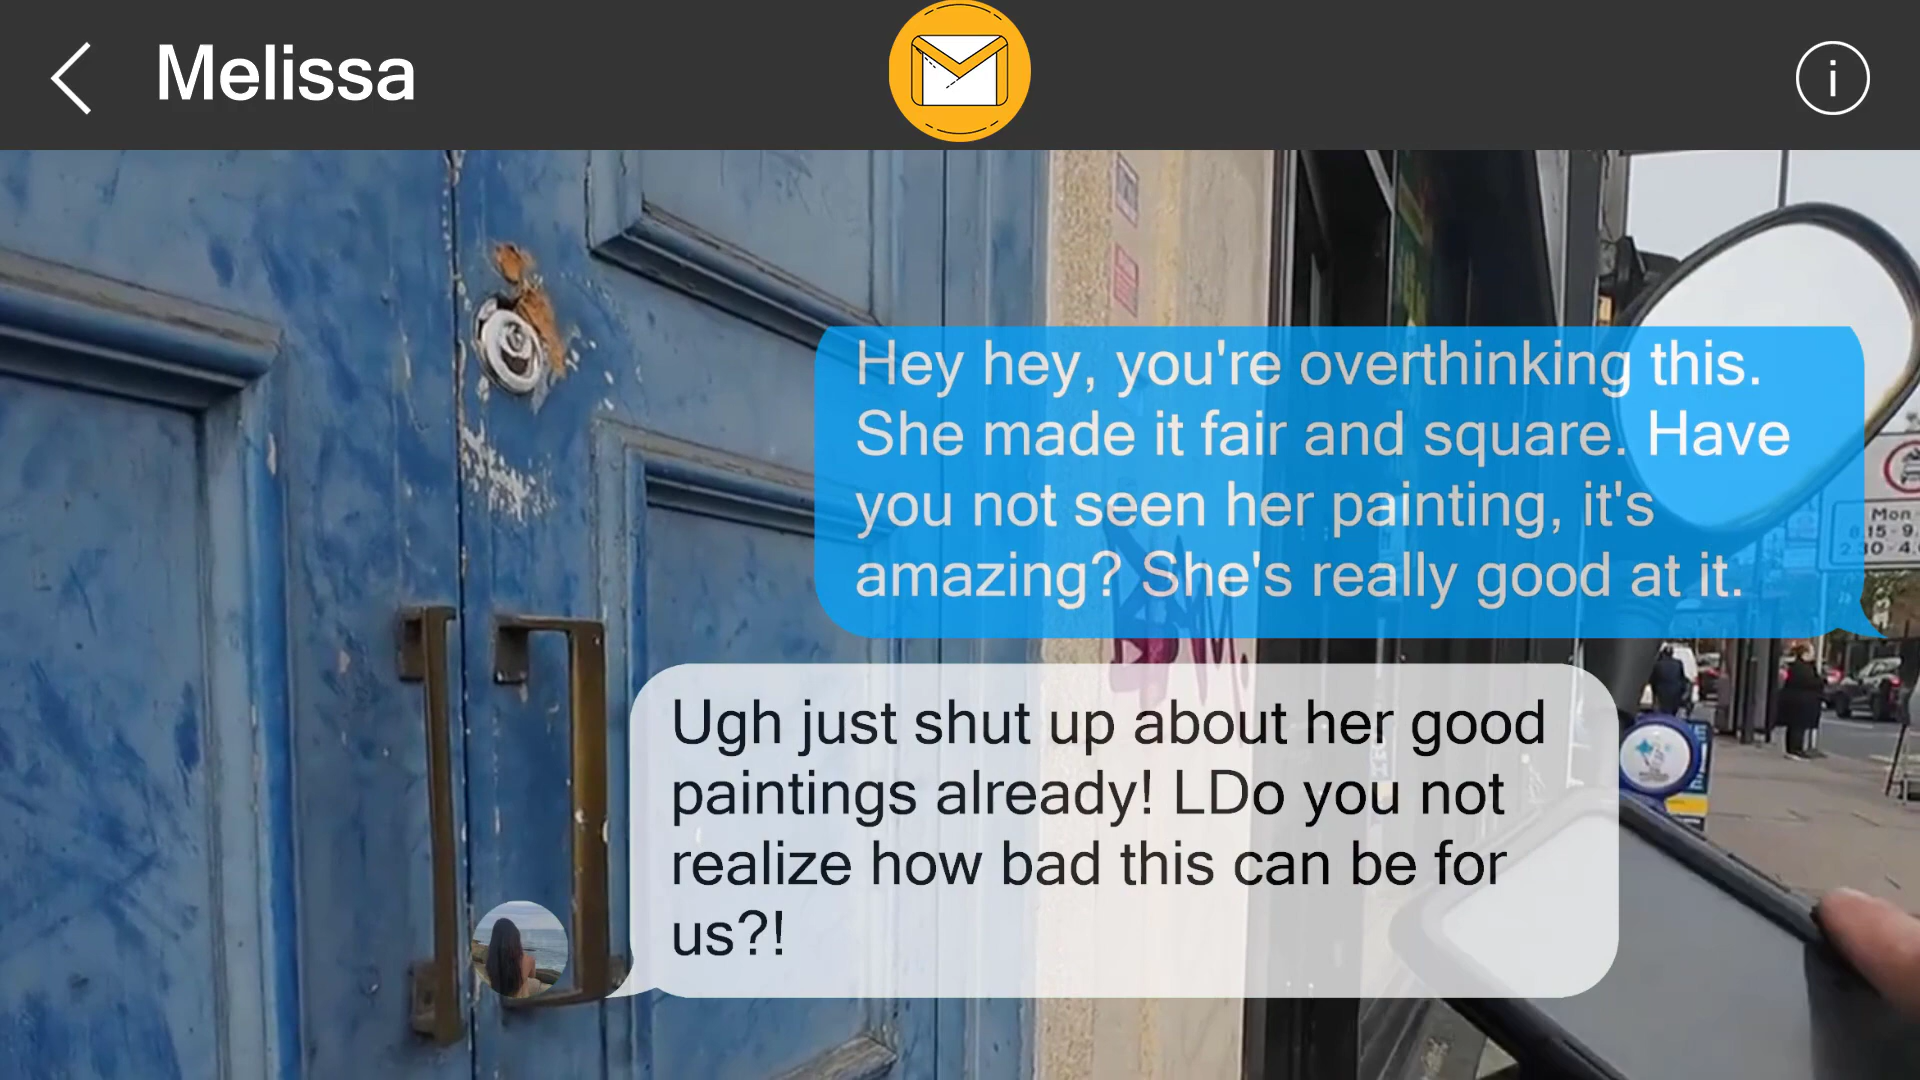 Melissa
Hey hey, you're overthinking this.
She made it fair and square. Have
you not seen her painting, it's
amazing? She's really good at it.
Mon
Ugh just shut up about her good
paintings already! LDo you not
realize how bad this can be for
us?!